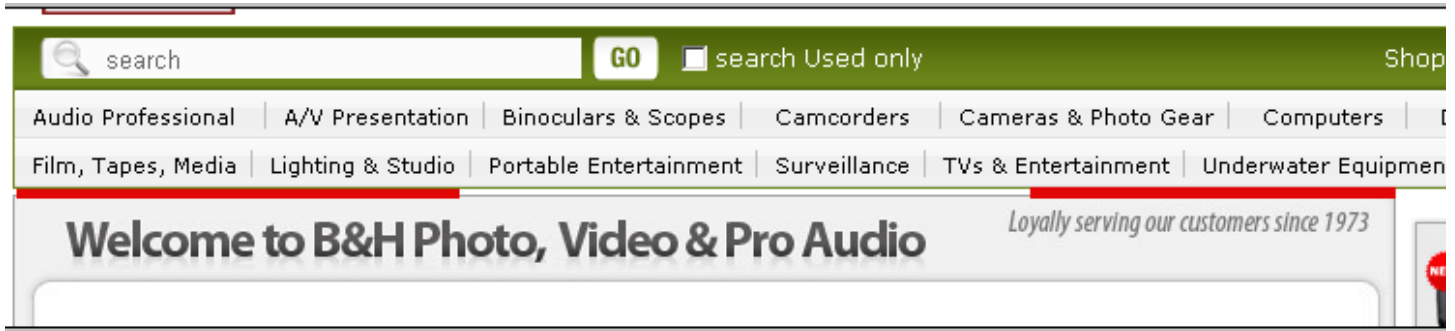 search GO search Used only Shop
Audio Professional A/V Presentation Binoculars & Scopes Camcorders Cameras & Photo Gear Computers
Film, Tapes, Media Lighting & Studio Portable Entertainment Surveillance TVs & Entertainment Underwater Equipmen
Welcome to B&H Photo, Video & Pro Audio Loyally serving our customers since 1973